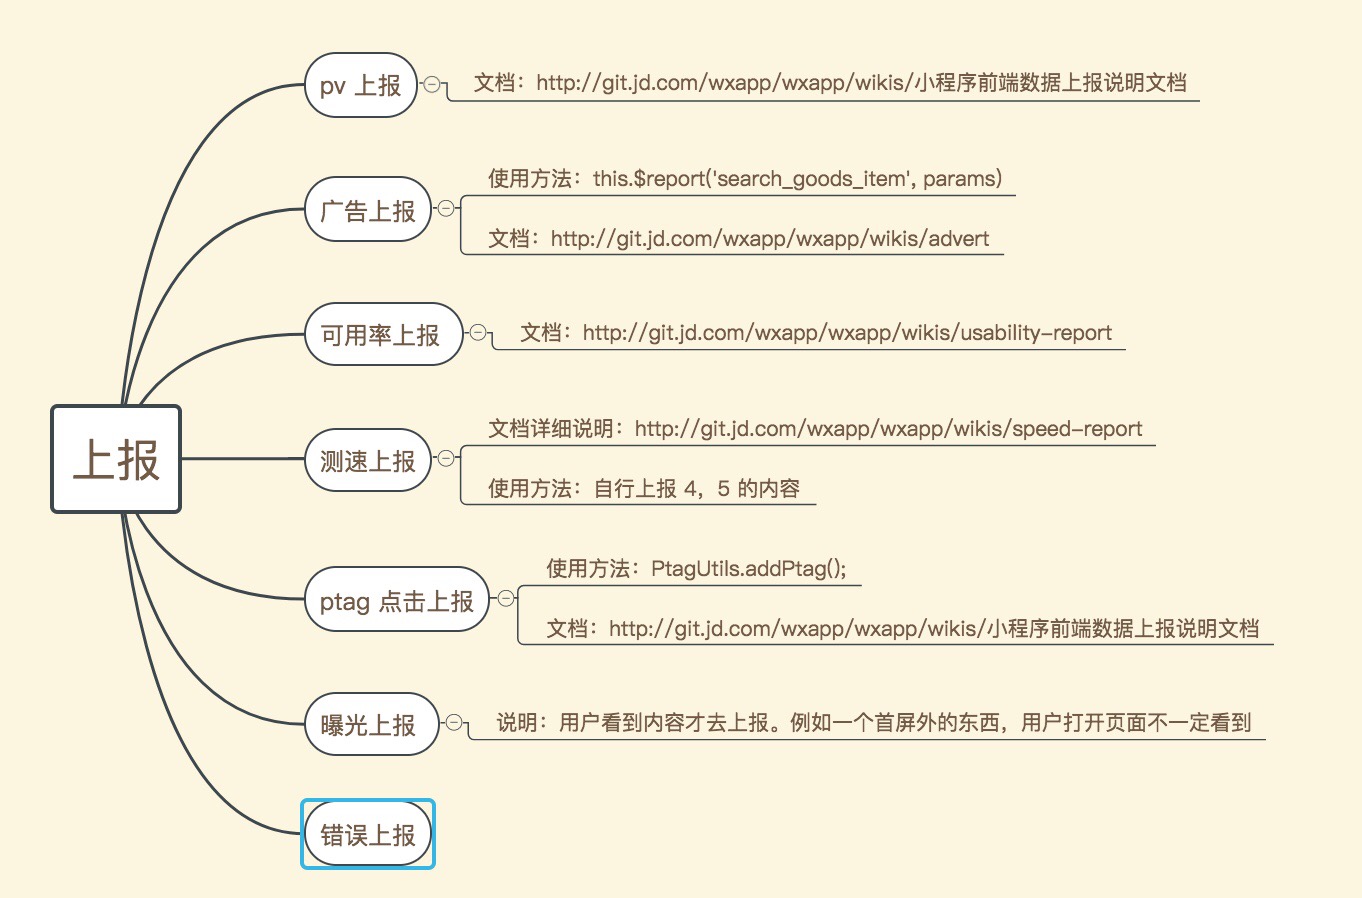 pv 上报
文档：http://git.jd.com/wxapp/wxapp/wikis/小程序前端数据上报说明文档
广告上报
使用方法：this.$report('search_goods_item', params)
文档：http://git.jd.com/wxapp/wxapp/wikis/advert
可用率上报
文档：http://git.jd.com/wxapp/wxapp/wikis/usability-report
上报
测速上报
文档详细说明：http://git.jd.com/wxapp/wxapp/wikis/speed-report
使用方法：自行上报 4，5 的内容
ptag 点击上报
使用方法：PtagUtils.addPtag();
文档：http://git.jd.com/wxapp/wxapp/wikis/小程序前端数据上报说明文档
曝光上报
说明：用户看到内容才去上报。例如一个首屏外的东西，用户打开页面不一定看到
错误上报